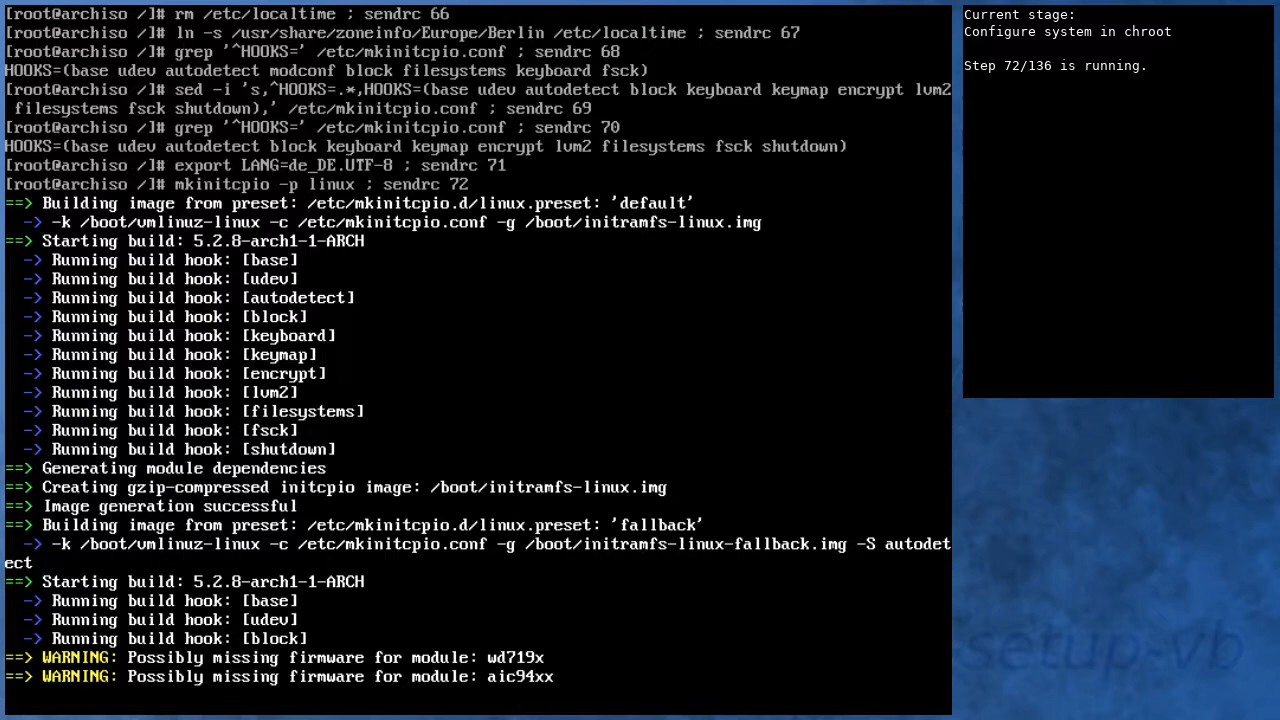 [root@archiso /]# rm /etc/localtime ; sendrc 66
[root@archiso /]# ln -s /usr/share/zoneinfo/Europe/Berlin /etc/localtime ; sendrc 67
[root@archiso /]# grep '^HOOKS=' /etc/mkinitcpio.conf ; sendrc 68
HOOKS=(base udev autodetect modconf block filesystems keyboard fsck)
[root@archiso /]# sed -i 's,^HOOKS=.*,HOOKS=(base udev autodetect block keyboard keymap encrypt lvm2
 filesystems fsck shutdown),' /etc/mkinitcpio.conf ; sendrc 69
[root@archiso /]# grep '^HOOKS=' /etc/mkinitcpio.conf ; sendrc 70
HOOKS=(base udev autodetect block keyboard keymap encrypt lvm2 filesystems fsck shutdown)
[root@archiso /]# export LANG=de_DE.UTF-8 ; sendrc 71
[root@archiso /]# mkinitcpio -p linux ; sendrc 72
==> Building image from preset: /etc/mkinitcpio.d/linux.preset: 'default'
  -> -k /boot/vmlinuz-linux -c /etc/mkinitcpio.conf -g /boot/initramfs-linux.img
==> Starting build: 5.2.8-arch1-1-ARCH
  -> Running build hook: [base]
  -> Running build hook: [udev]
  -> Running build hook: [autodetect]
  -> Running build hook: [block]
  -> Running build hook: [keyboard]
  -> Running build hook: [keymap]
  -> Running build hook: [encrypt]
  -> Running build hook: [lvm2]
  -> Running build hook: [filesystems]
  -> Running build hook: [fsck]
  -> Running build hook: [shutdown]
==> Generating module dependencies
==> Creating gzip-compressed initcpio image: /boot/initramfs-linux.img
==> Image generation successful
==> Building image from preset: /etc/mkinitcpio.d/linux.preset: 'fallback'
  -> -k /boot/vmlinuz-linux -c /etc/mkinitcpio.conf -g /boot/initramfs-linux-fallback.img -S autodet
ect
==> Starting build: 5.2.8-arch1-1-ARCH
  -> Running build hook: [base]
  -> Running build hook: [udev]
  -> Running build hook: [block]
==> WARNING: Possibly missing firmware for module: wd719x
==> WARNING: Possibly missing firmware for module: aic94xx
Current stage:
Configure system in chroot
Step 72/136 is running.
setup-vb